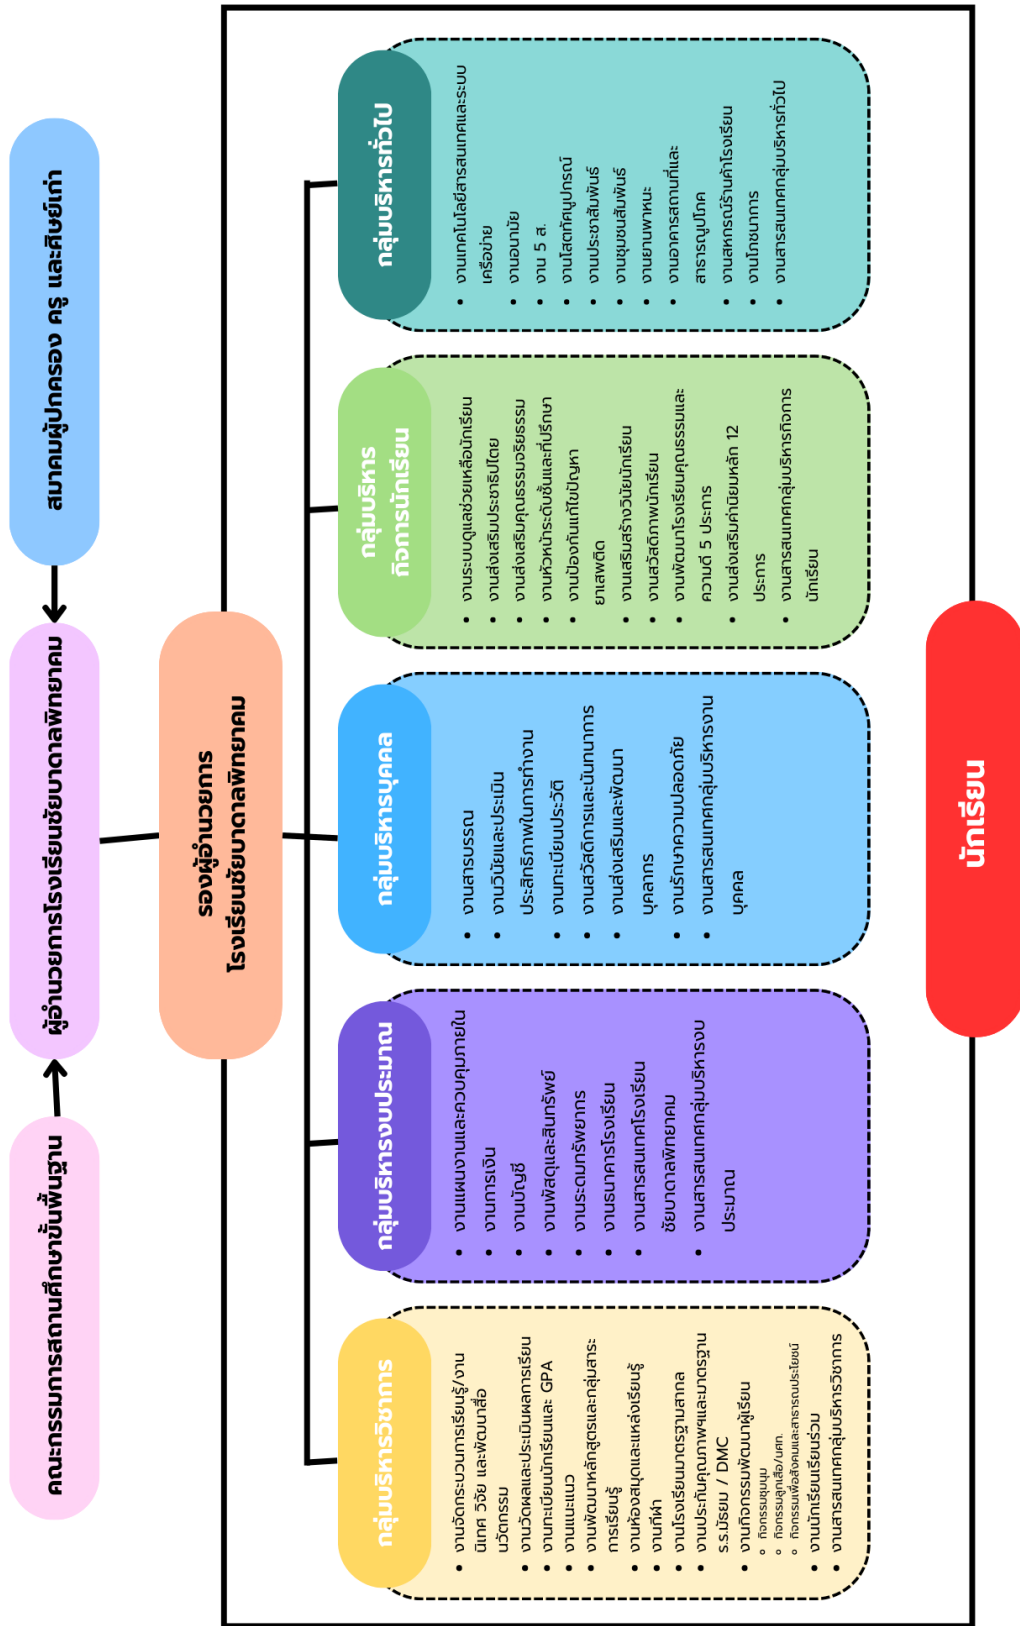 คณะกรรมการสถานศึกษาขั้นพื้นฐาน
ผู้อำนวยการโรงเรียนชัยบาดาลพิทยาคม
สมาคมผู้ปกครอง ครู และศิษย์เก่า
รองผู้อำนวยการ
โรงเรียนชัยบาดาลพิทยาคม
กลุ่มบริหารวิชาการ
• งานจัดกระบวนการเรียนรู้/งาน
นิเทศ วิจัย และพัฒนาสื่อ
นวัตกรรม
• งานวัดผลและประเมินผลการเรียน
• งานทะเบียนนักเรียนและ GPA
• งานแนะแนว
• งานพัฒนาหลักสูตรและกลุ่มสาระ
การเรียนรู้
• งานห้องสมุดและแหล่งเรียนรู้
• งานกีฬา
• งานโรงเรียนมาตรฐานสากล
• งานประกันคุณภาพฯและมาตรฐาน
ร.ร.มัธยม / DMC
• งานกิจกรรมพัฒนาผู้เรียน
◦ กิจกรรมชุมนุม
◦ กิจกรรมลูกเสือ/นศท.
◦ กิจกรรมเพื่อสังคมและสาธารณประโยชน์
• งานนักเรียนเรียนร่วม
• งานสารสนเทศกลุ่มบริหารวิชาการ
กลุ่มบริหารงบประมาณ
• งานแผนงานและควบคุมภายใน
• งานการเงิน
• งานบัญชี
• งานพัสดุและสินทรัพย์
• งานระดมทรัพยากร
• งานธนาคารโรงเรียน
• งานสารสนเทศโรงเรียน
ชัยบาดาลพิทยาคม
• งานสารสนเทศกลุ่มบริหารงบ
ประมาณ
กลุ่มบริหารบุคคล
• งานสารบรรณ
• งานวินัยและประเมิน
ประสิทธิภาพในการทำงาน
• งานทะเบียนประวัติ
• งานสวัสดิการและนันทนาการ
• งานส่งเสริมและพัฒนา
บุคลากร
• งานรักษาความปลอดภัย
• งานสารสนเทศกลุ่มบริหารงาน
บุคคล
กลุ่มบริหาร
กิจการนักเรียน
• งานระบบดูแลช่วยเหลือนักเรียน
• งานส่งเสริมประชาธิปไตย
• งานส่งเสริมคุณธรรมจริยธรรม
• งานหัวหน้าระดับชั้นและที่ปรึกษา
• งานป้องกันแก้ไขปัญหา
ยาเสพติด
• งานเสริมสร้างวินัยนักเรียน
• งานสวัสดิภาพนักเรียน
• งานพัฒนาโรงเรียนคุณธรรมและ
ความดี 5 ประการ
• งานส่งเสริมค่านิยมหลัก 12
ประการ
• งานสารสนเทศกลุ่มบริหารกิจการ
นักเรียน
กลุ่มบริหารทั่วไป
• งานเทคโนโลยีสารสนเทศและระบบ
เครือข่าย
• งานอนามัย
• งาน 5 ส.
• งานโสตทัศนูปกรณ์
• งานประชาสัมพันธ์
• งานชุมชนสัมพันธ์
• งานยานพาหนะ
• งานอาคารสถานที่และ
สาธารณูปโภค
• งานสหกรณ์ร้านค้าโรงเรียน
• งานโภชนาการ
• งานสารสนเทศกลุ่มบริหารทั่วไป
นักเรียน